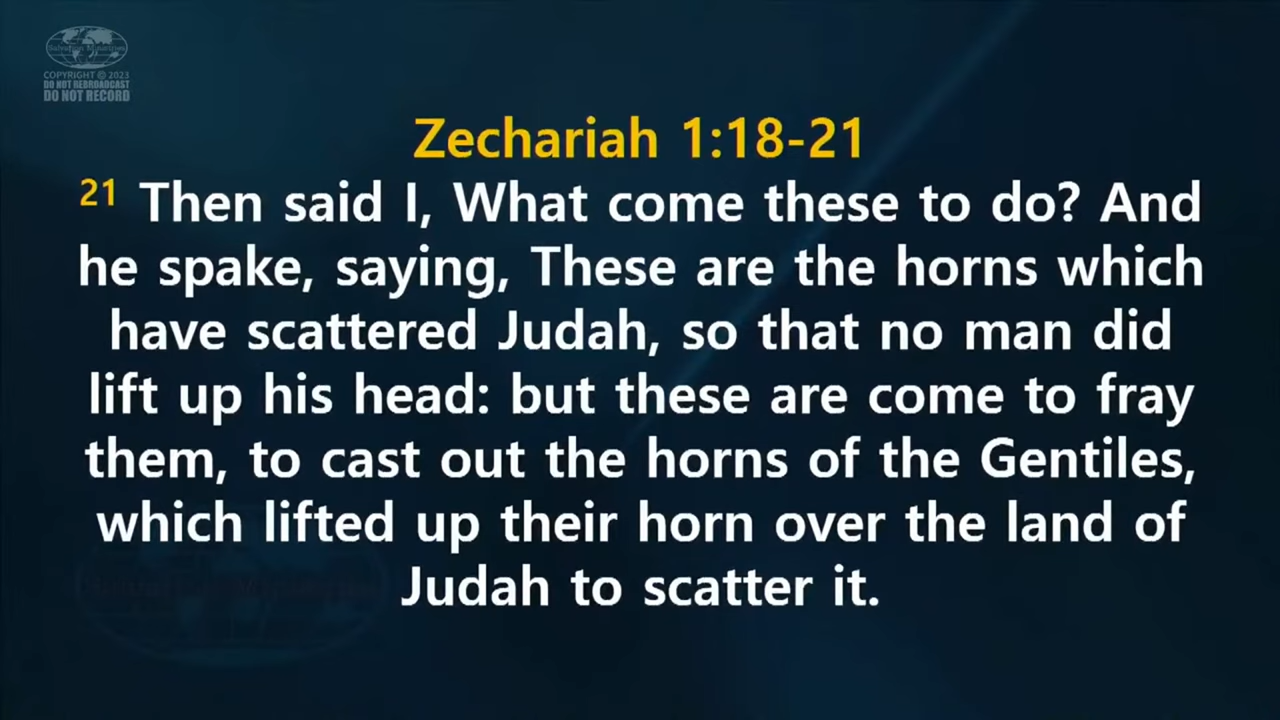 Salvation Ministries
COPYRIGHT © 2023
DO NOT REBROADCAST
DO NOT RECORD
Zechariah 1:18-21
21 Then said I, What come these to do? And
he spake, saying, These are the horns which
have scattered Judah, so that no man did
lift up his head: but these are come to fray
them, to cast out the horns of the Gentiles,
which lifted up their horn over the land of
Judah to scatter it.